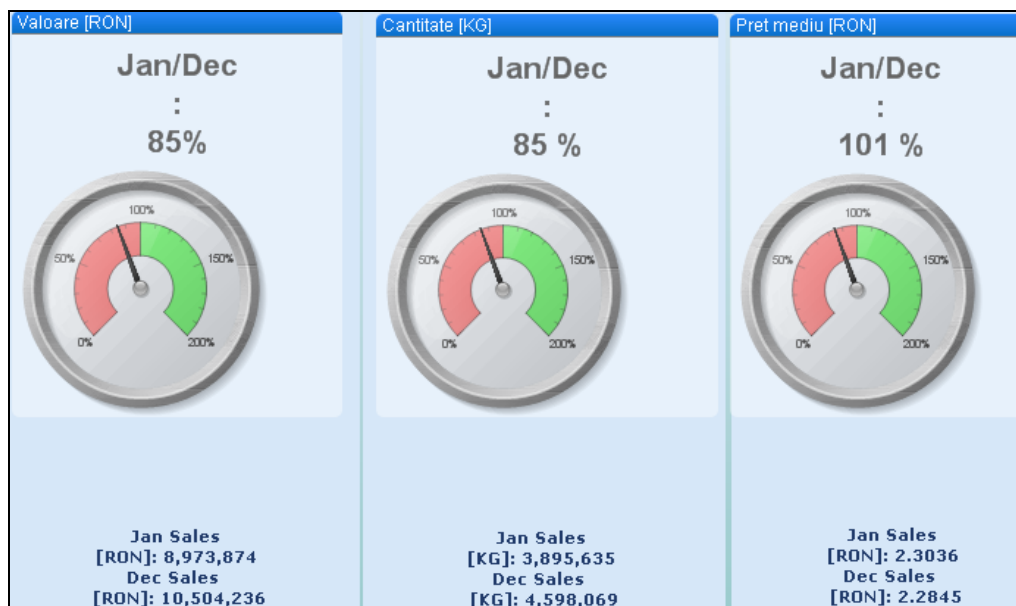 Valoare [RON]
Jan/Dec
:
85%
100%
50%
150%
0%
200%
Jan Sales
[RON]: 8,973,874
Dec Sales
[RON]: 10,504,236
Cantitate [KG]
Jan/Dec
:
85 %
100%
50%
150%
0%
200%
Jan Sales
[KG]: 3,895,635
Dec Sales
[KG]: 4,598,069
Pret mediu [RON]
Jan/Dec
:
101 %
100%
50%
150%
0%
200%
Jan Sales
[RON]: 2.3036
Dec Sales
[RON]: 2.2845